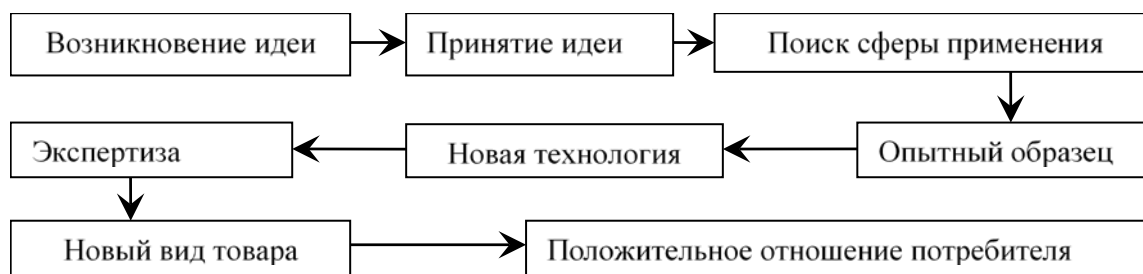 Возникновение идеи
Принятие идеи
Поиск сферы применения
Экспертиза
Новая технология
Опытный образец
Новый вид товара
Положительное отношение потребителя